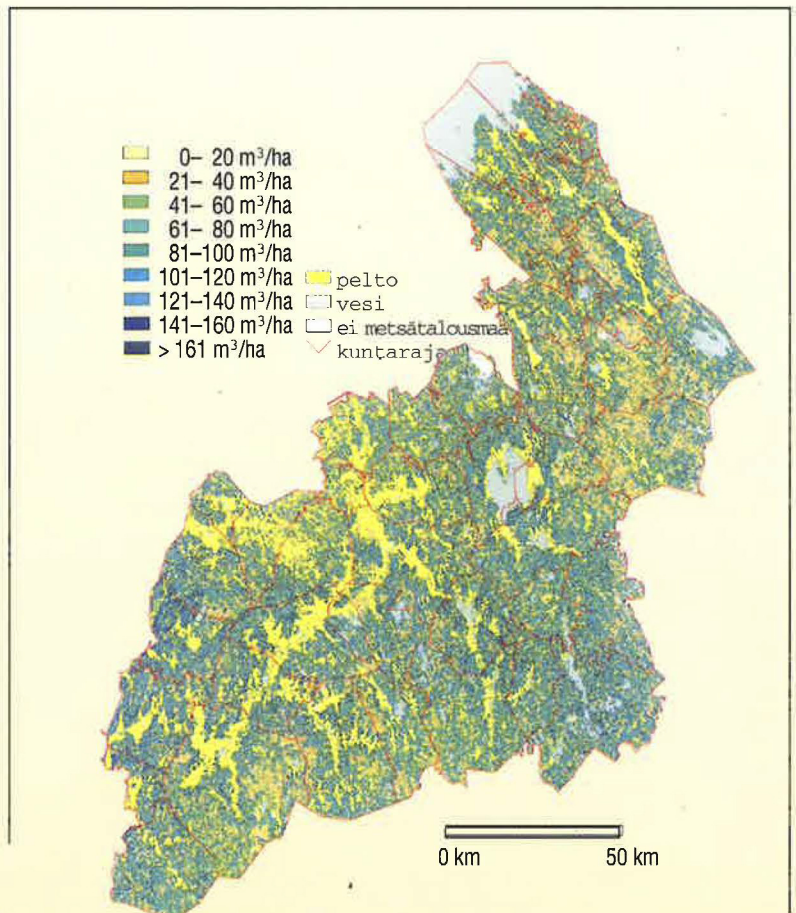 0– 20 m³/ha
21– 40 m³/ha
41– 60 m³/ha
61– 80 m³/ha
81–100 m³/ha
101–120 m³/ha
121–140 m³/ha
141–160 m³/ha
> 161 m³/ha
pelto
vesi
ei metsätalousmaa
kuntaraja
0 km 50 km